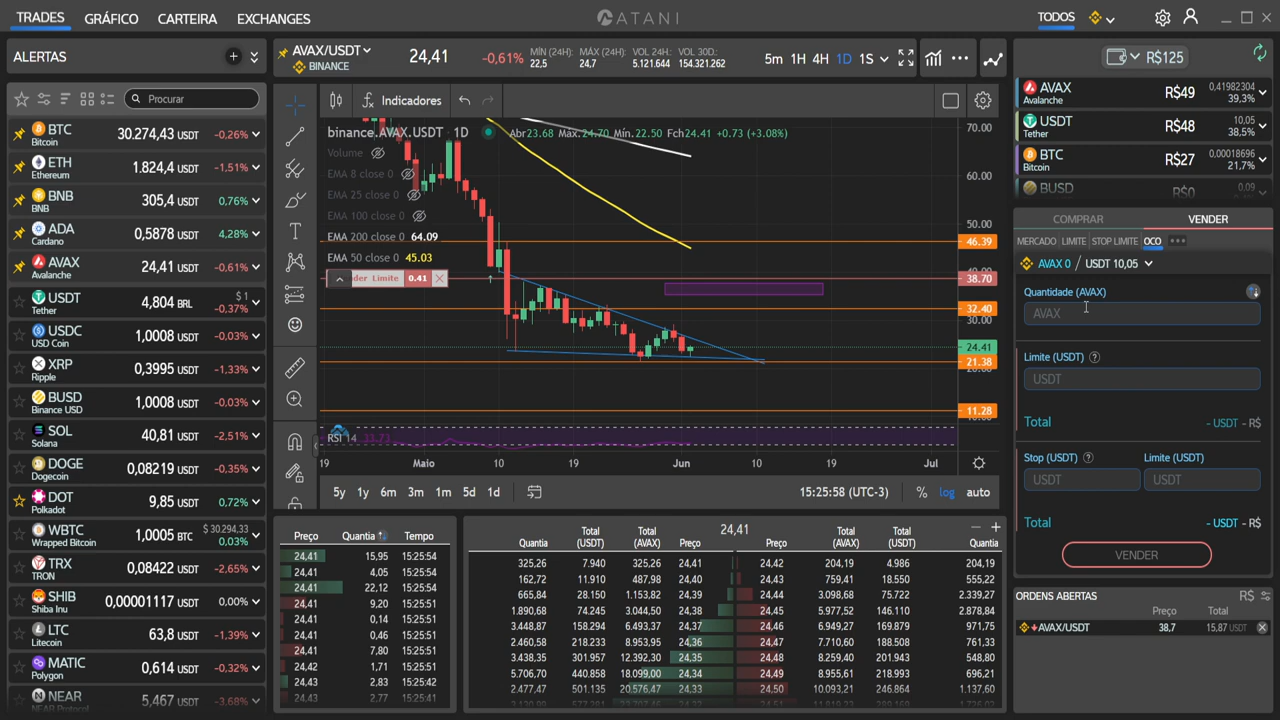 TRADES
GRÁFICO
CARTEIRA
EXCHANGES
ATANI
TODOS
ALERTAS
Procurar
BTC
Bitcoin
30.274,43 USDT
-0,26%
ETH
Ethereum
1.824,4 USDT
-1,51%
BNB
BNB
305,4 USDT
0,76%
ADA
Cardano
0,5878 USDT
4,28%
AVAX
Avalanche
24,41 USDT
-0,61%
USDT
Tether
4,804 BRL
$ 1
-0,37%
USDC
USD Coin
1,0008 USDT
-0,03%
XRP
Ripple
0,3995 USDT
-1,33%
BUSD
Binance USD
1,0008 USDT
-0,03%
SOL
Solana
40,81 USDT
-2,51%
DOGE
Dogecoin
0,08219 USDT
-0,35%
DOT
Polkadot
9,85 USDT
0,72%
WBTC
Wrapped Bitcoin
1,0005 BTC
$ 30.294,33
0,03%
TRX
TRON
0,08422 USDT
-2,65%
SHIB
Shiba Inu
0,00001117 USDT
0,00%
LTC
Litecoin
63,8 USDT
-1,39%
MATIC
Polygon
0,614 USDT
-0,32%
NEAR
NEAR Protocol
5,467 USDT
-3,68%
AVAX/USDT
BINANCE
24,41
-0,61%
MÍN (24H):
22,5
MÁX (24H):
24,7
VOL 24H:
5.121.644
VOL 30D.:
154.321.262
5m 1H 4H 1D 1S
Indicadores
binance.AVAX.USDT · 1D
Abr23.68 Max.24.70 Mín.22.50 Fch24.41 +0.73 (+3.08%)
Volume
EMA 8 close 0
EMA 25 close 0
EMA 100 close 0
EMA 200 close 0 64.09
EMA 50 close 0 45.03
der Limite 0.41
RSI 14 33.73
70.00
60.00
50.00
46.39
38.70
32.40
30.00
24.41
21.38
11.28
19 Maio 10 19 Jun 10 19 Jul
5y 1y 6m 3m 1m 5d 1d
15:25:58 (UTC-3)
% log auto
Preço Quantia Tempo
24,41 15,95 15:25:54
24,41 4,05 15:25:54
24,41 22,12 15:25:54
24,41 9,20 15:25:51
24,41 0,14 15:25:51
24,41 0,46 15:25:51
24,41 7,80 15:25:51
24,42 1,71 15:25:51
24,43 2,83 15:25:42
24,43 2,77 15:25:41
24,41
Quantia Total (USDT) Total (AVAX) Preço Preço Total (AVAX) Total (USDT) Quantia
325,26 7.940 325,26 24,41 24,42 204,19 4.986 204,19
162,72 11.910 487,98 24,40 24,43 759,41 18.550 555,22
665,84 28.150 1.153,82 24,39 24,44 3.098,68 75.722 2.339,27
1.890,68 74.245 3.044,50 24,38 24,45 5.977,52 146.110 2.878,84
3.448,87 158.294 6.493,37 24,37 24,46 6.949,27 169.879 971,75
2.460,58 218.233 8.953,95 24,36 24,47 7.710,60 188.508 761,33
3.438,35 301.957 12.392,30 24,35 24,48 8.259,40 201.943 548,80
5.706,70 440.858 18.099,00 24,34 24,49 8.955,61 218.993 696,21
2.477,47 501.135 20.576,47 24,33 24,50 10.093,21 246.864 1.137,60
R$125
AVAX
Avalanche
R$49
0,41982304
39,3%
USDT
Tether
R$48
10,05
38,5%
BTC
Bitcoin
R$27
0,00018696
21,7%
BUSD
R$0
0,09
COMPRAR
VENDER
MERCADO LIMITE STOP LIMITE OCO
AVAX 0 / USDT 10,05
Quantidade (AVAX)
AVAX
Limite (USDT)
USDT
Total
- USDT - R$
Stop (USDT)
Limite (USDT)
USDT
USDT
Total
- USDT - R$
VENDER
ORDENS ABERTAS
R$
Preço Total
AVAX/USDT 38,7 15,87 USDT